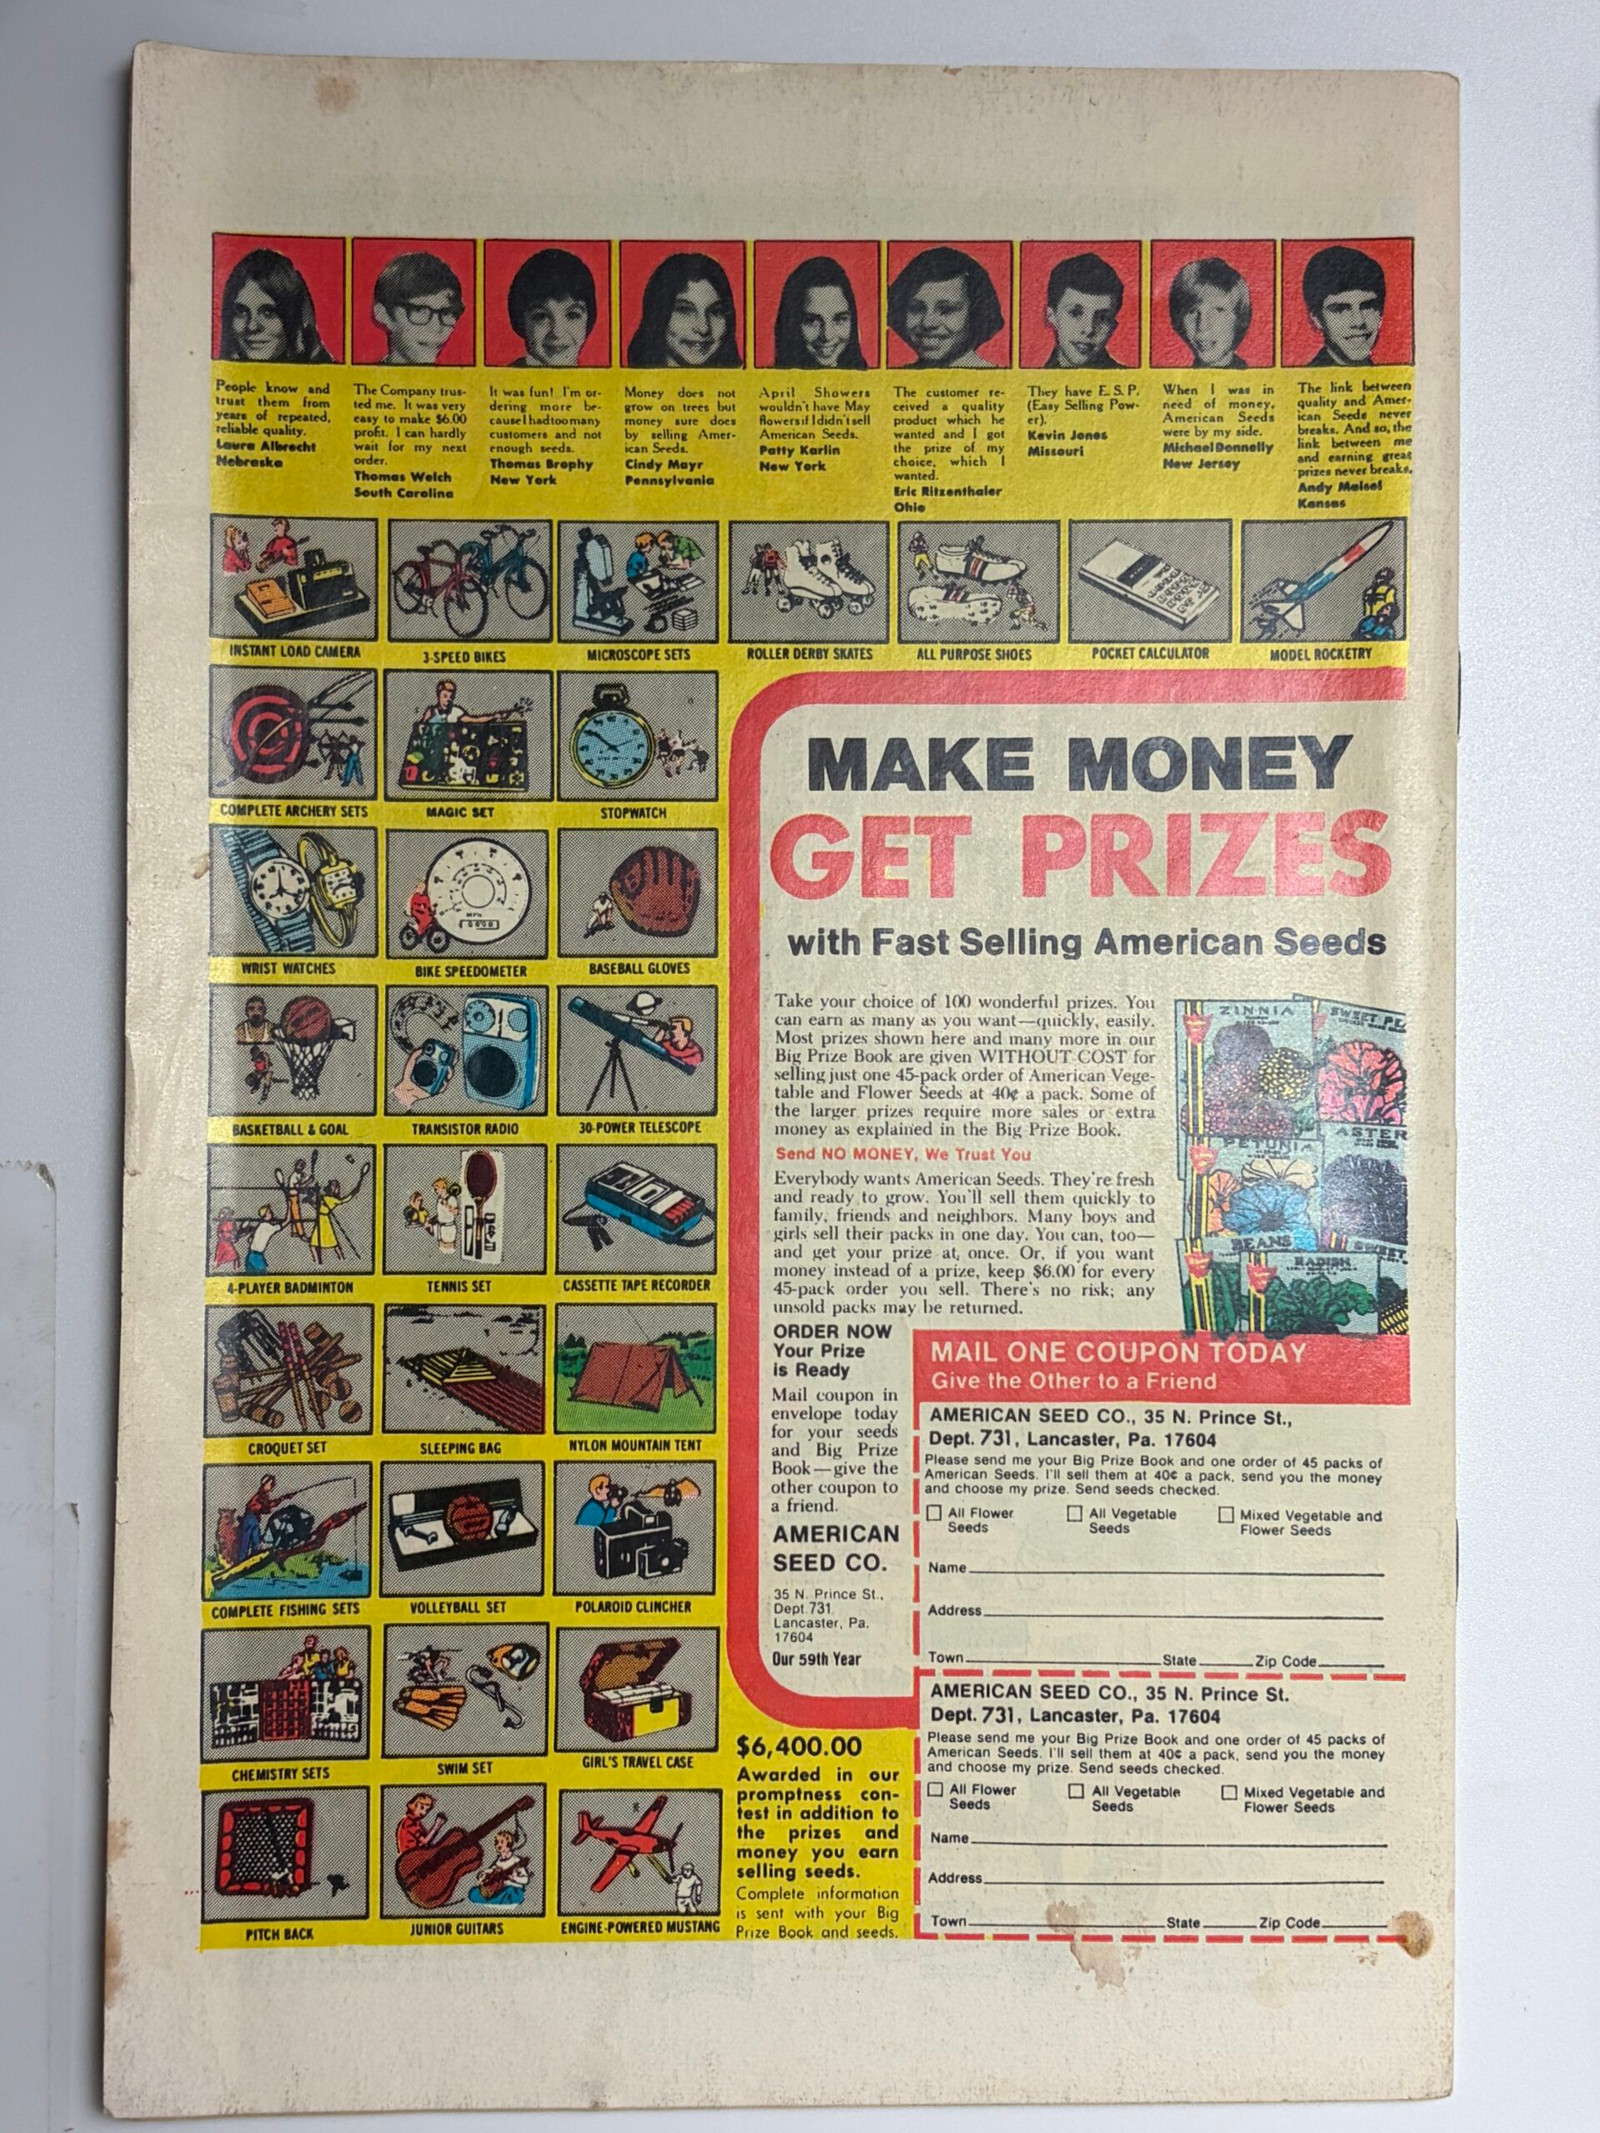 People know and
trust them from
years of repeated,
reliable quality.
Laura Albrecht
Nebraska
The Company trus-
ted me. It was very
easy to make $6.00
profit. I can hardly
wait for my next
order.
Thomas Welch
South Carolina
It was fun! I'm or-
dering more be-
cause I had too many
customers and not
enough seeds.
Thomas Brophy
New York
Money does not
grow on trees but
money sure does
by selling Amer-
ican Seeds.
Cindy Mayr
Pennsylvania
April Showers
wouldn't have May
flowers if I didn't sell
American Seeds.
Patty Karlin
New York
The customer re-
ceived a quality
product which he
wanted and I got
the prize of my
choice, which I
wanted.
Eric Ritzenthaler
Ohio
They have E.S.P.
(Easy Selling Pow-
er).
Kevin Jones
Missouri
When I was in
need of money,
American Seeds
were by my side.
Michael Donnelly
New Jersey
The link between
quality and Amer-
ican Seeds never
breaks. And so, the
link between me
and earning great
prizes never breaks.
Andy Meisel
Kansas
INSTANT LOAD CAMERA
3-SPEED BIKES
MICROSCOPE SETS
ROLLER DERBY SKATES
ALL PURPOSE SHOES
POCKET CALCULATOR
MODEL ROCKETRY
COMPLETE ARCHERY SETS
MAGIC SET
STOPWATCH
WRIST WATCHES
BIKE SPEEDOMETER
BASEBALL GLOVES
BASKETBALL & GOAL
TRANSISTOR RADIO
30-POWER TELESCOPE
4-PLAYER BADMINTON
TENNIS SET
CASSETTE TAPE RECORDER
CROQUET SET
SLEEPING BAG
NYLON MOUNTAIN TENT
COMPLETE FISHING SETS
VOLLEYBALL SET
POLAROID CLINCHER
CHEMISTRY SETS
SWIM SET
GIRL'S TRAVEL CASE
PITCH BACK
JUNIOR GUITARS
ENGINE-POWERED MUSTANG
MAKE MONEY
GET PRIZES
with Fast Selling American Seeds
Take your choice of 100 wonderful prizes. You
can earn as many as you want—quickly, easily.
Most prizes shown here and many more in our
Big Prize Book are given WITHOUT COST for
selling just one 45-pack order of American Vege-
table and Flower Seeds at 40¢ a pack. Some of
the larger prizes require more sales or extra
money as explained in the Big Prize Book.
Send NO MONEY, We Trust You
Everybody wants American Seeds. They're fresh
and ready to grow. You'll sell them quickly to
family, friends and neighbors. Many boys and
girls sell their packs in one day. You can, too—
and get your prize at once. Or, if you want
money instead of a prize, keep $6.00 for every
45-pack order you sell. There's no risk; any
unsold packs may be returned.
ZINNIA
SWEET PE
PETUNIA
ASTER
BEANS
RADISH
SWEET
ORDER NOW
Your Prize
is Ready
Mail coupon in
envelope today
for your seeds
and Big Prize
Book—give the
other coupon to
a friend.
AMERICAN
SEED CO.
35 N. Prince St.,
Dept. 731
Lancaster, Pa.
17604
Our 59th Year
MAIL ONE COUPON TODAY
Give the Other to a Friend
AMERICAN SEED CO., 35 N. Prince St.,
Dept. 731, Lancaster, Pa. 17604
Please send me your Big Prize Book and one order of 45 packs of
American Seeds. I'll sell them at 40¢ a pack, send you the money
and choose my prize. Send seeds checked.
All Flower
Seeds
All Vegetable
Seeds
Mixed Vegetable and
Flower Seeds
Name
Address
Town State Zip Code
AMERICAN SEED CO., 35 N. Prince St.
Dept. 731, Lancaster, Pa. 17604
Please send me your Big Prize Book and one order of 45 packs of
American Seeds. I'll sell them at 40¢ a pack, send you the money
and choose my prize. Send seeds checked.
All Flower
Seeds
All Vegetable
Seeds
Mixed Vegetable and
Flower Seeds
Name
Address
Town State Zip Code
$6,400.00
Awarded in our
promptness con-
test in addition to
the prizes and
money you earn
selling seeds.
Complete information
is sent with your Big
Prize Book and seeds.